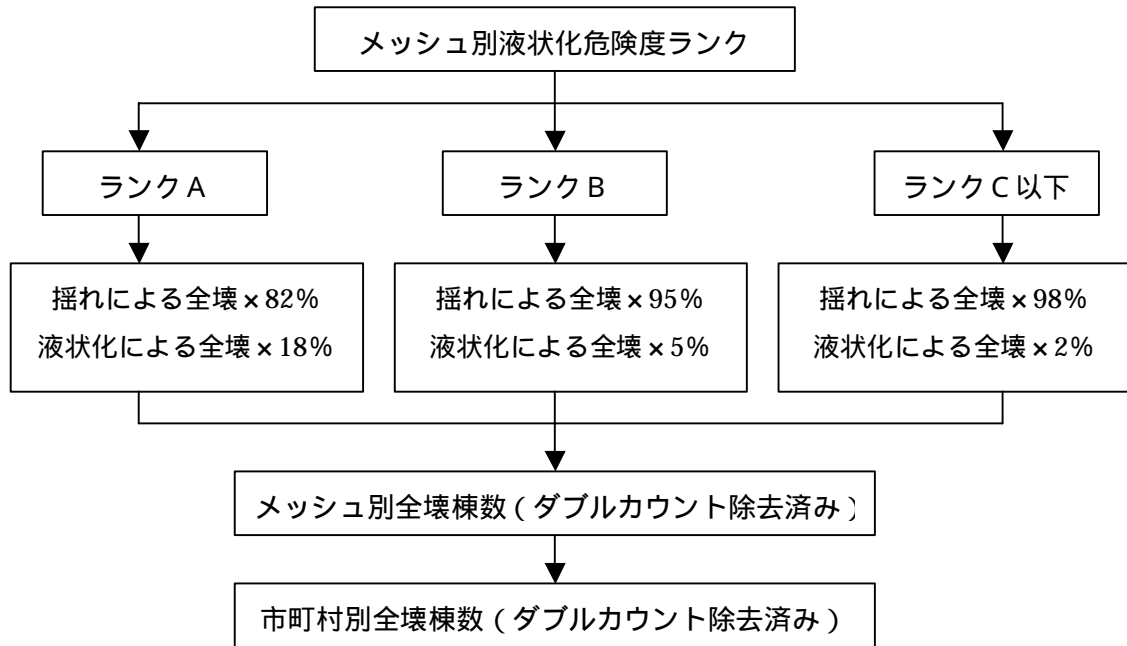 メッシュ別液状化危険度ランク
ランクA
ランクB
ランクC以下
揺れによる全壊×82%
液状化による全壊×18%
揺れによる全壊×95%
液状化による全壊×5%
揺れによる全壊×98%
液状化による全壊×2%
メッシュ別全壊棟数(ダブルカウント除去済み)
市町村別全壊棟数(ダブルカウント除去済み)